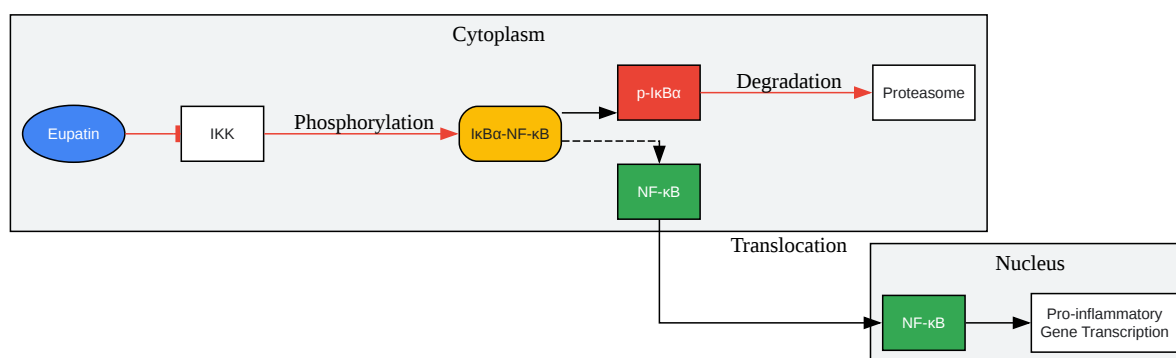 Cytoplasm
Eupatin
IKK
Phosphorylation
IκBα-NF-κB
p-IκBα
Degradation
Proteasome
NF-κB
Translocation
Nucleus
NF-κB
Pro-inflammatory
Gene Transcription